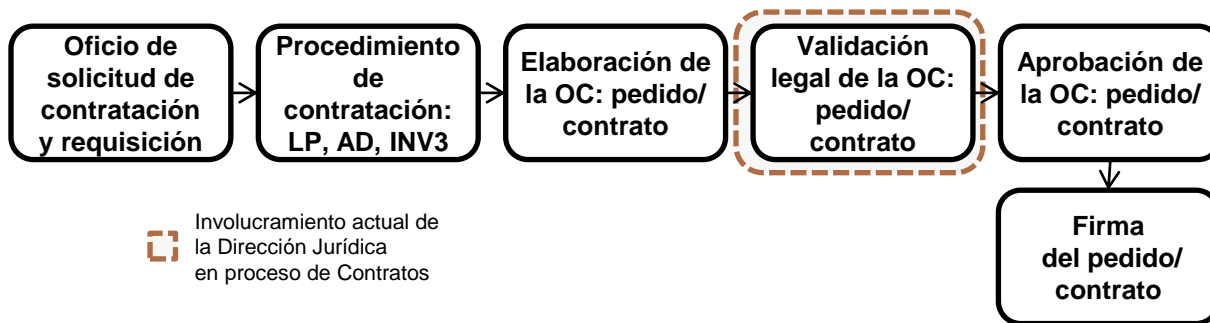 Oficio de
solicitud de
contratación
y requisición
Procedimiento
de
contratación:
LP, AD, INV3
Elaboración de
la OC: pedido/
contrato
Validación
legal de la OC:
pedido/
contrato
Aprobación de
la OC: pedido/
contrato
Firma
del pedido/
contrato
Involucramiento actual de
la Dirección Jurídica
en proceso de Contratos